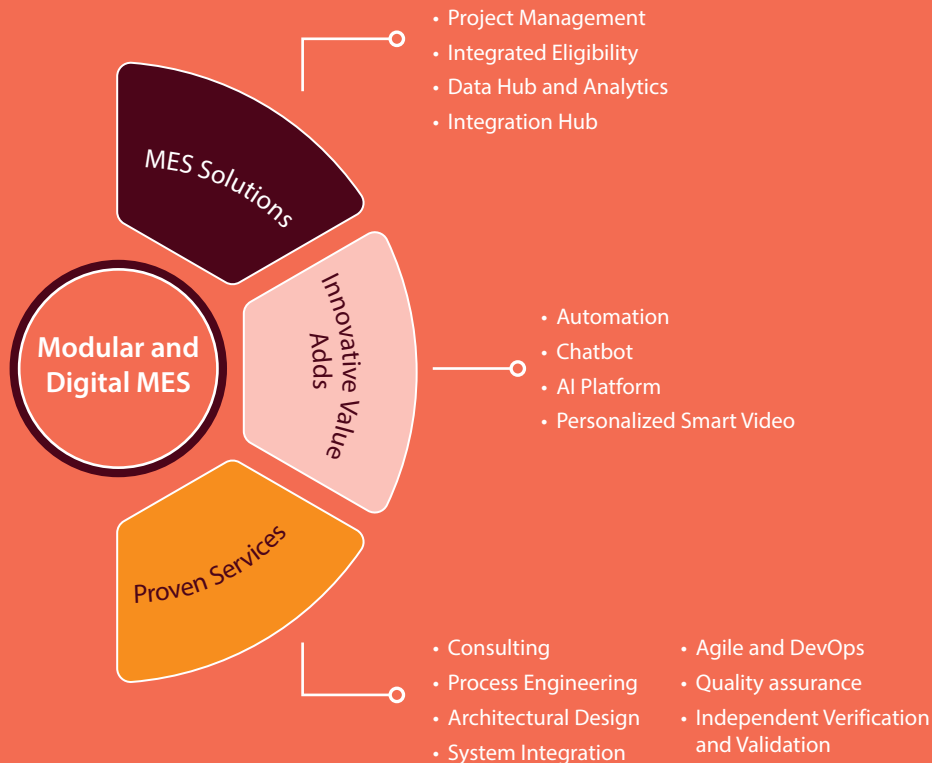 • Project Management
• Integrated Eligibility
• Data Hub and Analytics
• Integration Hub
MES Solutions
Modular and
Digital MES
Innovative Value
Adds
• Automation
• Chatbot
• AI Platform
• Personalized Smart Video
Proven Services
• Consulting
• Process Engineering
• Architectural Design
• System Integration
• Agile and DevOps
• Quality assurance
• Independent Verification
and Validation